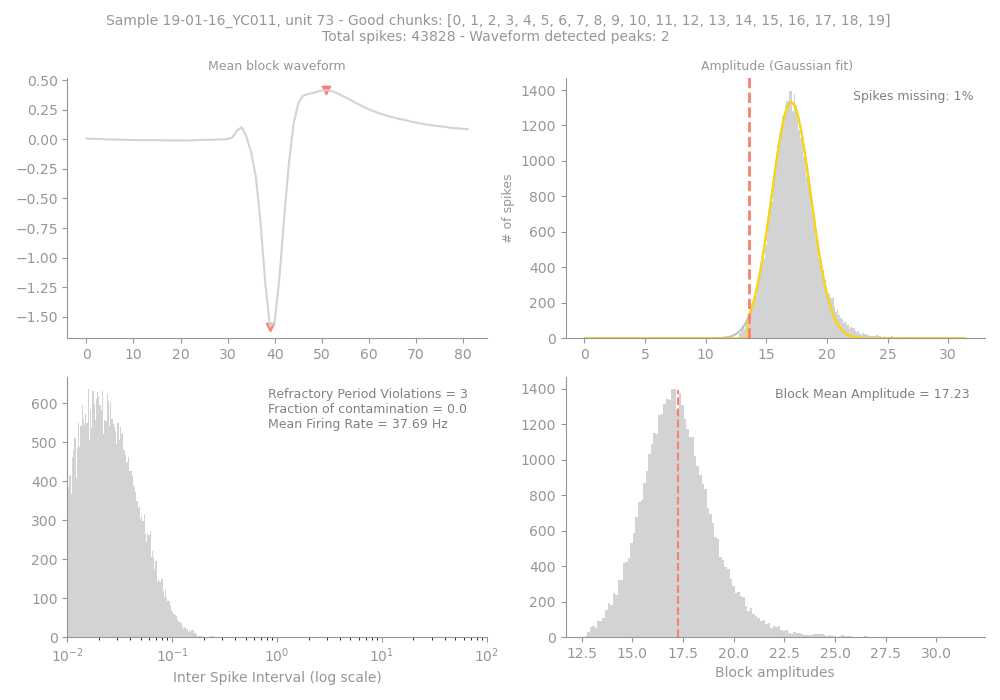 Sample 19-01-16_YC011, unit 73 - Good chunks: [0, 1, 2, 3, 4, 5, 6, 7, 8, 9, 10, 11, 12, 13, 14, 15, 16, 17, 18, 19]
Total spikes: 43828 - Waveform detected peaks: 2
Mean block waveform
0.50
0.25
0.00
−0.25
−0.50
−0.75
−1.00
−1.25
−1.50
0 10 20 30 40 50 60 70 80
Amplitude (Gaussian fit)
Spikes missing: 1%
# of spikes
1400
1200
1000
800
600
400
200
0
0 5 10 15 20 25 30
Refractory Period Violations = 3
Fraction of contamination = 0.0
Mean Firing Rate = 37.69 Hz
600
500
400
300
200
100
0
10⁻² 10⁻¹ 10⁰ 10¹ 10²
Inter Spike Interval (log scale)
Block Mean Amplitude = 17.23
1400
1200
1000
800
600
400
200
0
12.5 15.0 17.5 20.0 22.5 25.0 27.5 30.0
Block amplitudes